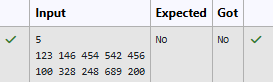 Input Expected Got
5 No No
123 146 454 542 456
100 328 248 689 200